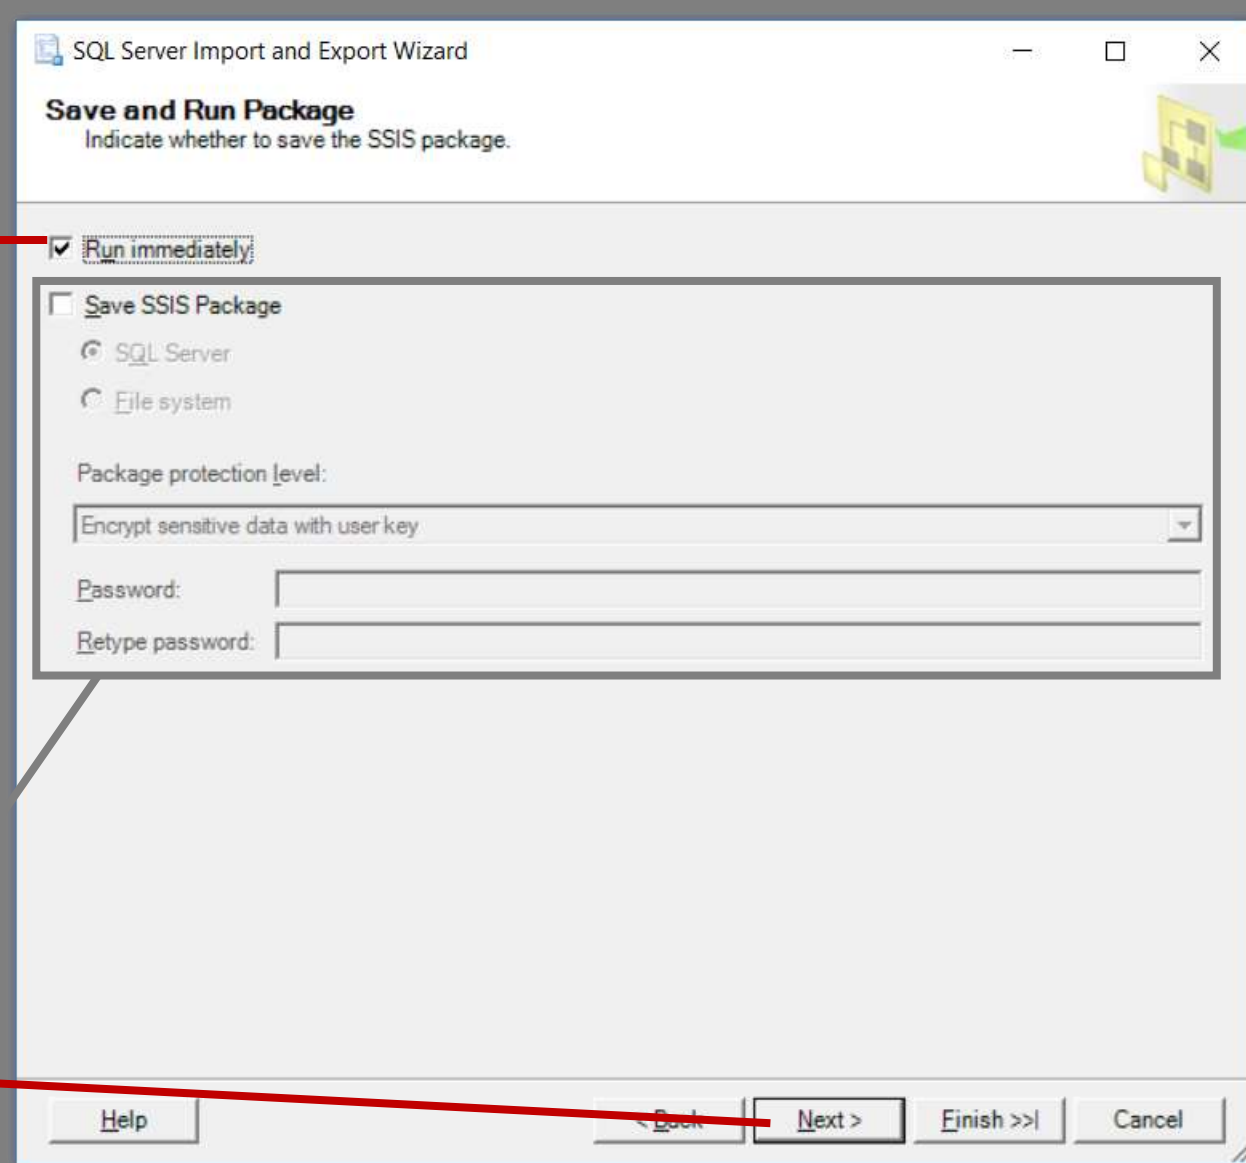 SQL Server Import and Export Wizard
Save and Run Package
Indicate whether to save the SSIS package.
Run immediately
Save SSIS Package
SQL Server
File system
Package protection level:
Encrypt sensitive data with user key
Password:
Retype password:
Help
< Back
Next >
Finish >>|
Cancel